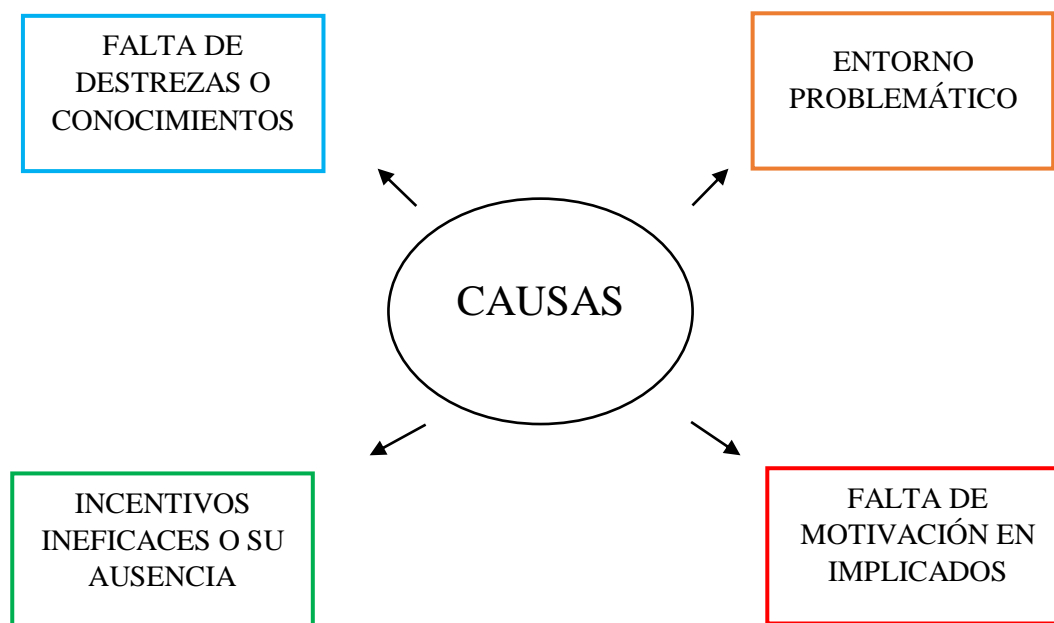 FALTA DE
DESTREZAS O
CONOCIMIENTOS
ENTORNO
PROBLEMÁTICO
CAUSAS
INCENTIVOS
INEFICACES O SU
AUSENCIA
FALTA DE
MOTIVACIÓN EN
IMPLICADOS